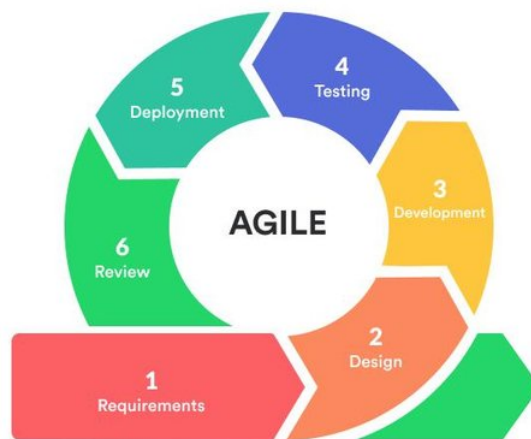 5
Deployment
4
Testing
AGILE
3
Development
6
Review
2
Design
1
Requirements